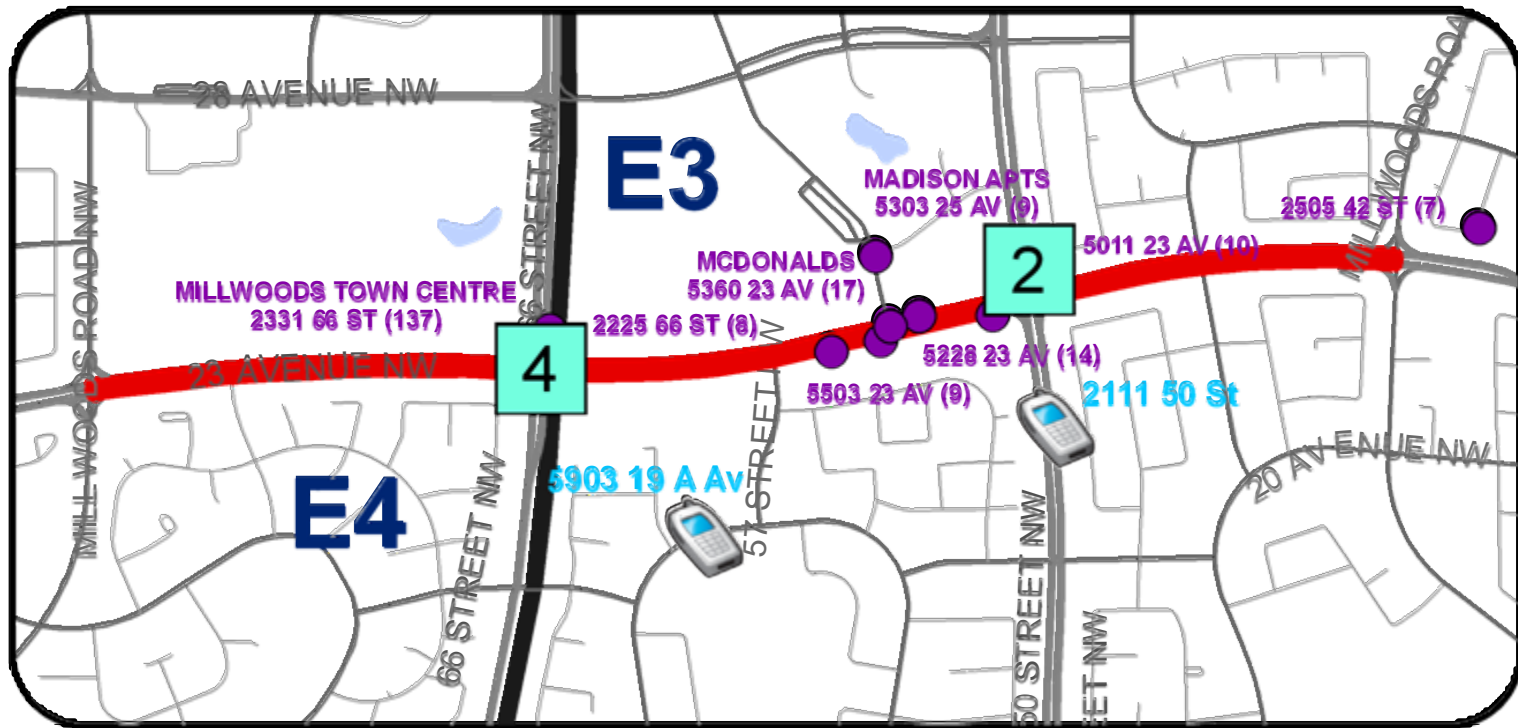 28 AVENUE NW
MILLWOODS ROA
66 STREET NW
E3
MADISON APTS
5303 25 AV (9)
2505 42 ST (7)
MILL WOODS ROAD NW
MCDONALDS
5360 23 AV (17)
2
5011 23 AV (10)
MILLWOODS TOWN CENTRE
2331 66 ST (137)
2225 66 ST (8)
4
23 AVENUE NW
5228 23 AV (14)
5503 23 AV (9)
2111 50 St
57 STREET NW
20 AVENUE NW
5903 19 A Av
E4
66 STREET NW
50 STREET NW
EET NW